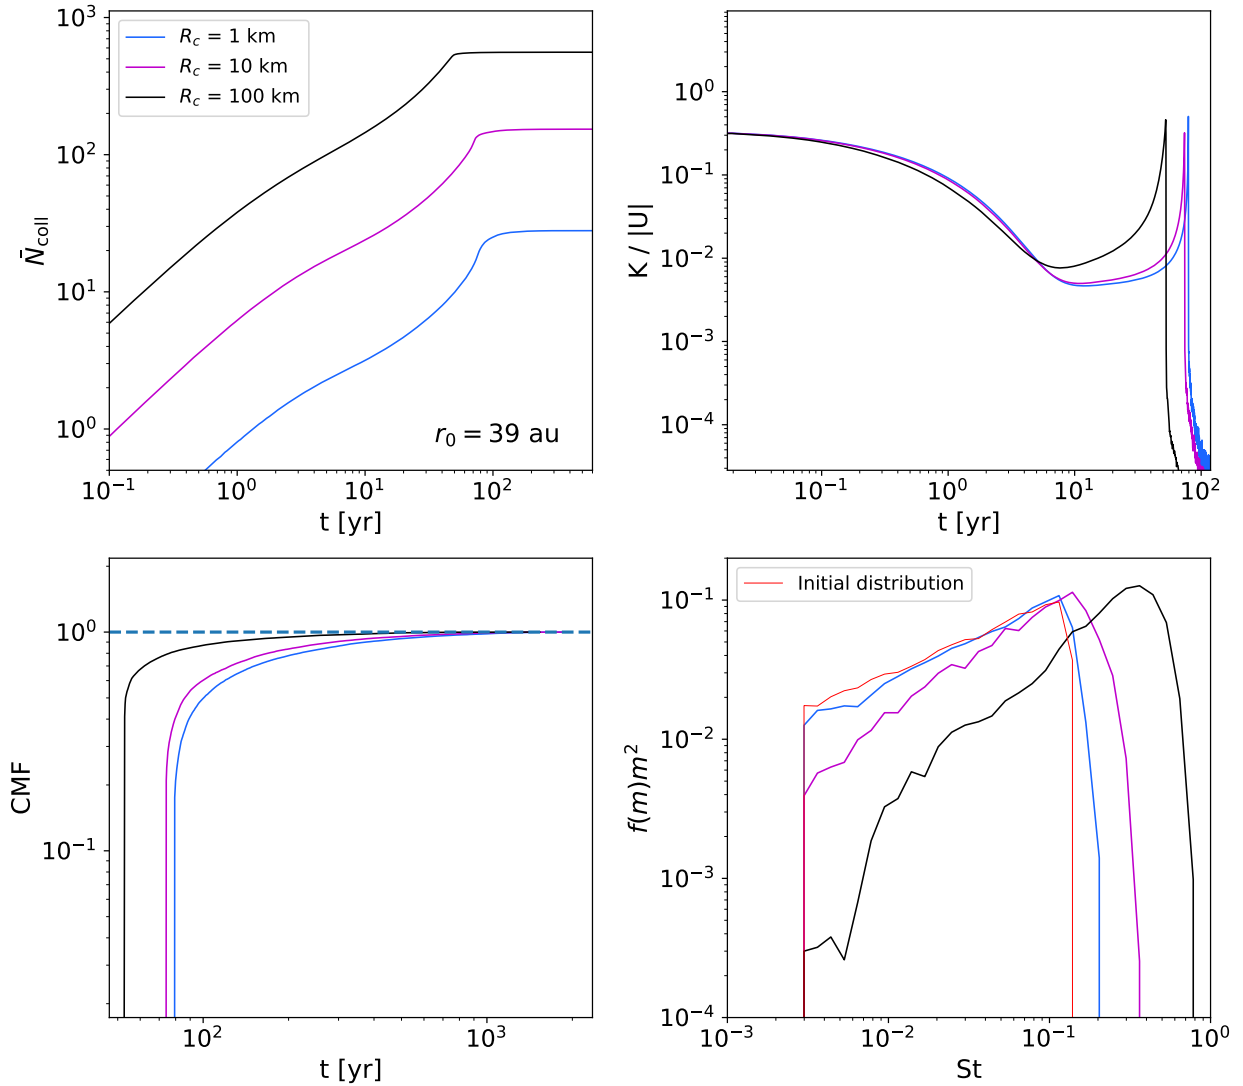 10³
10²
10¹
10⁰
N̄coll
R_c = 1 km
R_c = 10 km
R_c = 100 km
r₀ = 39 au
10⁻¹ 10⁰ 10¹ 10²
t [yr]
10⁰
10⁻¹
10⁻²
10⁻³
10⁻⁴
K / |U|
10⁻¹ 10⁰ 10¹ 10²
t [yr]
10⁰
10⁻¹
CMF
10² 10³
t [yr]
10⁻¹
10⁻²
10⁻³
10⁻⁴
f(m)m²
Initial distribution
10⁻³ 10⁻² 10⁻¹ 10⁰
St